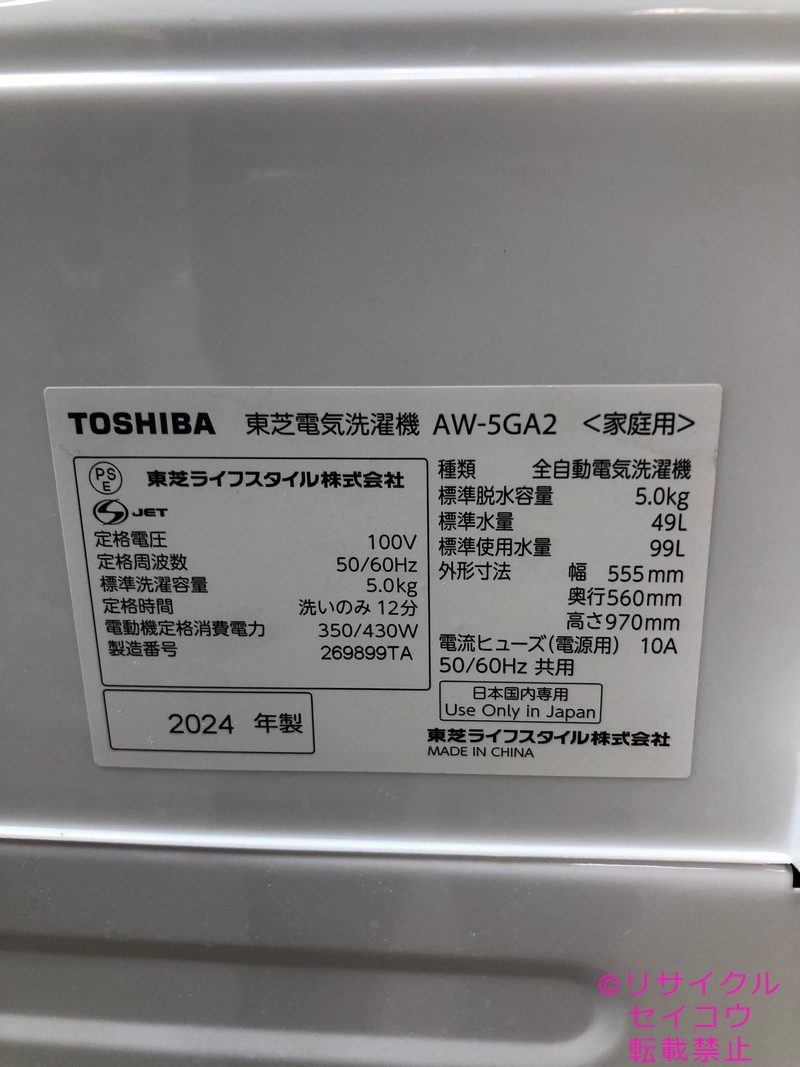 TOSHIBA 東芝電気洗濯機 AW-5GA2 <家庭用>
PSE 東芝ライフスタイル株式会社
S JET
定格電圧 100V
定格周波数 50/60Hz
標準洗濯容量 5.0kg
定格時間 洗いのみ 12分
電動機定格消費電力 350/430W
製造番号 269899TA
2024 年製
種類 全自動電気洗濯機
標準脱水容量 5.0kg
標準水量 49L
標準使用水量 99L
外形寸法 幅 555mm
奥行560mm
高さ970mm
電流ヒューズ(電源用) 10A
50/60Hz 共用
日本国内専用
Use Only in Japan
東芝ライフスタイル株式会社
MADE IN CHINA
©リサイクル
セイコウ
転載禁止